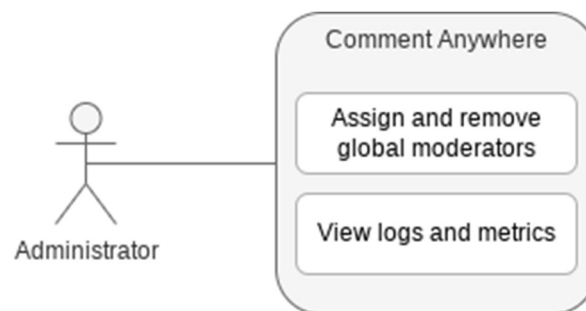 Comment Anywhere
Assign and remove
global moderators
View logs and metrics
Administrator